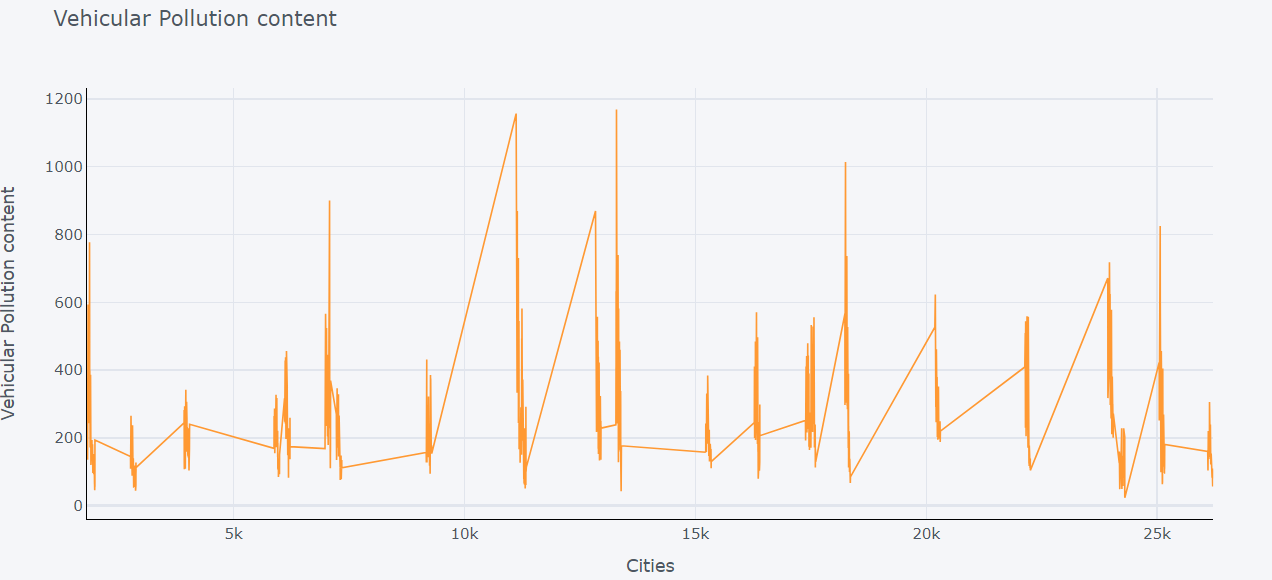 Vehicular Pollution content
Vehicular Pollution content
1200
1000
800
600
400
200
0
5k
10k
15k
20k
25k
Cities